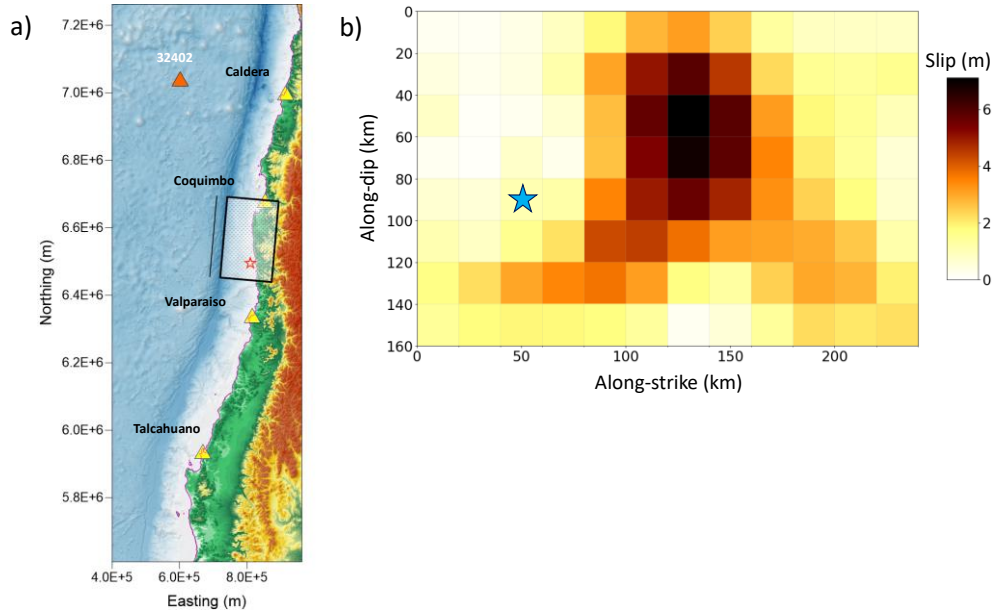 a)
7.2E+6
7.0E+6
6.8E+6
6.6E+6
6.4E+6
6.2E+6
6.0E+6
5.8E+6
Northing (m)
32402
Caldera
Coquimbo
Valparaiso
Talcahuano
4.0E+5 6.0E+5 8.0E+5
Easting (m)
b)
0
20
40
60
80
100
120
140
160
Along-dip (km)
0 50 100 150 200
Along-strike (km)
Slip (m)
6
4
2
0